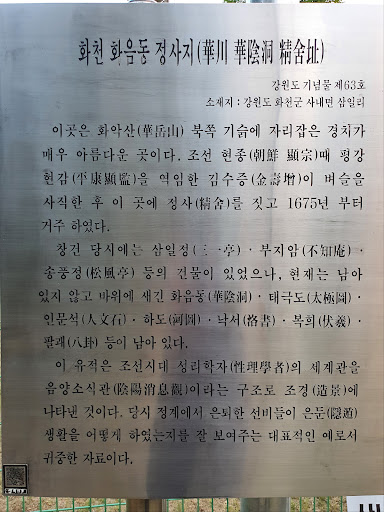 화천 화음동 정사지(華川 華陰洞 精舍址)
강원도 기념물 제63호
소재지 : 강원도 화천군 사내면 삼일리
이곳은 화악산(華岳山) 북쪽 기슭에 자리잡은 경치가
매우 아름다운 곳이다. 조선 현종(朝鮮 顯宗)때 평강
현감(平康縣監)을 역임한 김수증(金壽增)이 벼슬을
사직한 후 이 곳에 정사(精舍)를 짓고 1675년 부터
거주 하였다.
창건 당시에는 삼일정(三一亭)·부지암(不知庵)·
송풍정(松風亭) 등의 건물이 있었으나, 현재는 남아
있지 않고 바위에 새긴 화음동(華陰洞)·태극도(太極圖)·
인문석(人文石)·하도(河圖)·낙서(洛書)·복희(伏羲)·
팔괘(八卦) 등이 남아 있다.
이 유적은 조선시대 성리학자(性理學者)의 세계관을
음양소식관(陰陽消息觀)이라는 구조로 조경(造景)에
나타낸 것이다. 당시 정계에서 은퇴한 선비들이 은둔(隱遁)
생활을 어떻게 하였는지를 잘 보여주는 대표적인 예로서
귀중한 자료이다.